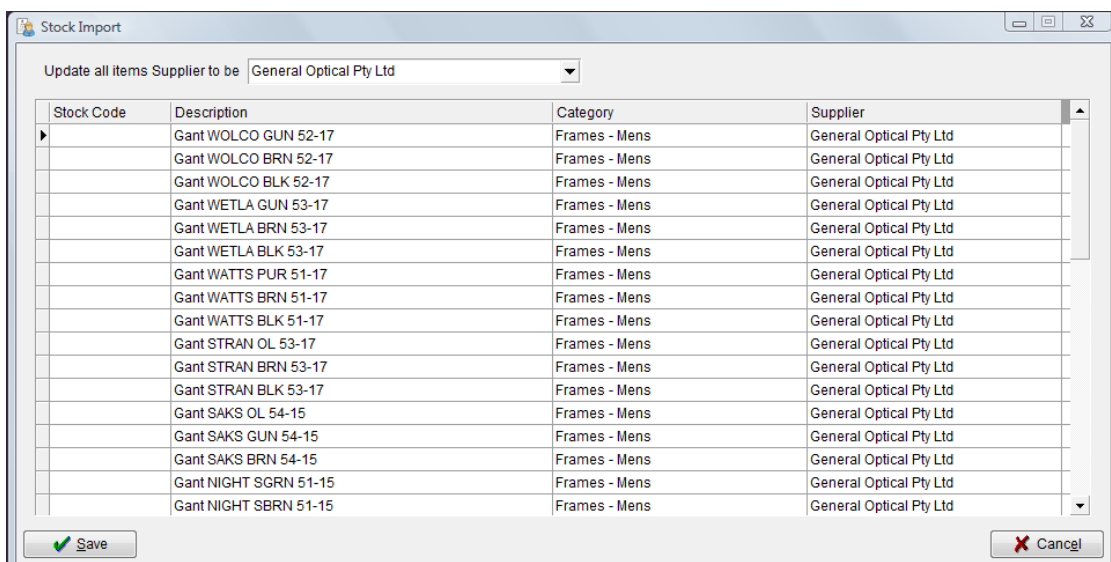 Stock Import
Update all items Supplier to be General Optical Pty Ltd
Stock Code Description Category Supplier
Gant WOLCO GUN 52-17 Frames - Mens General Optical Pty Ltd
Gant WOLCO BRN 52-17 Frames - Mens General Optical Pty Ltd
Gant WOLCO BLK 52-17 Frames - Mens General Optical Pty Ltd
Gant WETLA GUN 53-17 Frames - Mens General Optical Pty Ltd
Gant WETLA BRN 53-17 Frames - Mens General Optical Pty Ltd
Gant WETLA BLK 53-17 Frames - Mens General Optical Pty Ltd
Gant WATTS PUR 51-17 Frames - Mens General Optical Pty Ltd
Gant WATTS BRN 51-17 Frames - Mens General Optical Pty Ltd
Gant WATTS BLK 51-17 Frames - Mens General Optical Pty Ltd
Gant STRAN OL 53-17 Frames - Mens General Optical Pty Ltd
Gant STRAN BRN 53-17 Frames - Mens General Optical Pty Ltd
Gant STRAN BLK 53-17 Frames - Mens General Optical Pty Ltd
Gant SAKS OL 54-15 Frames - Mens General Optical Pty Ltd
Gant SAKS GUN 54-15 Frames - Mens General Optical Pty Ltd
Gant SAKS BRN 54-15 Frames - Mens General Optical Pty Ltd
Gant NIGHT SGRN 51-15 Frames - Mens General Optical Pty Ltd
Gant NIGHT SBRN 51-15 Frames - Mens General Optical Pty Ltd
Save Cancel